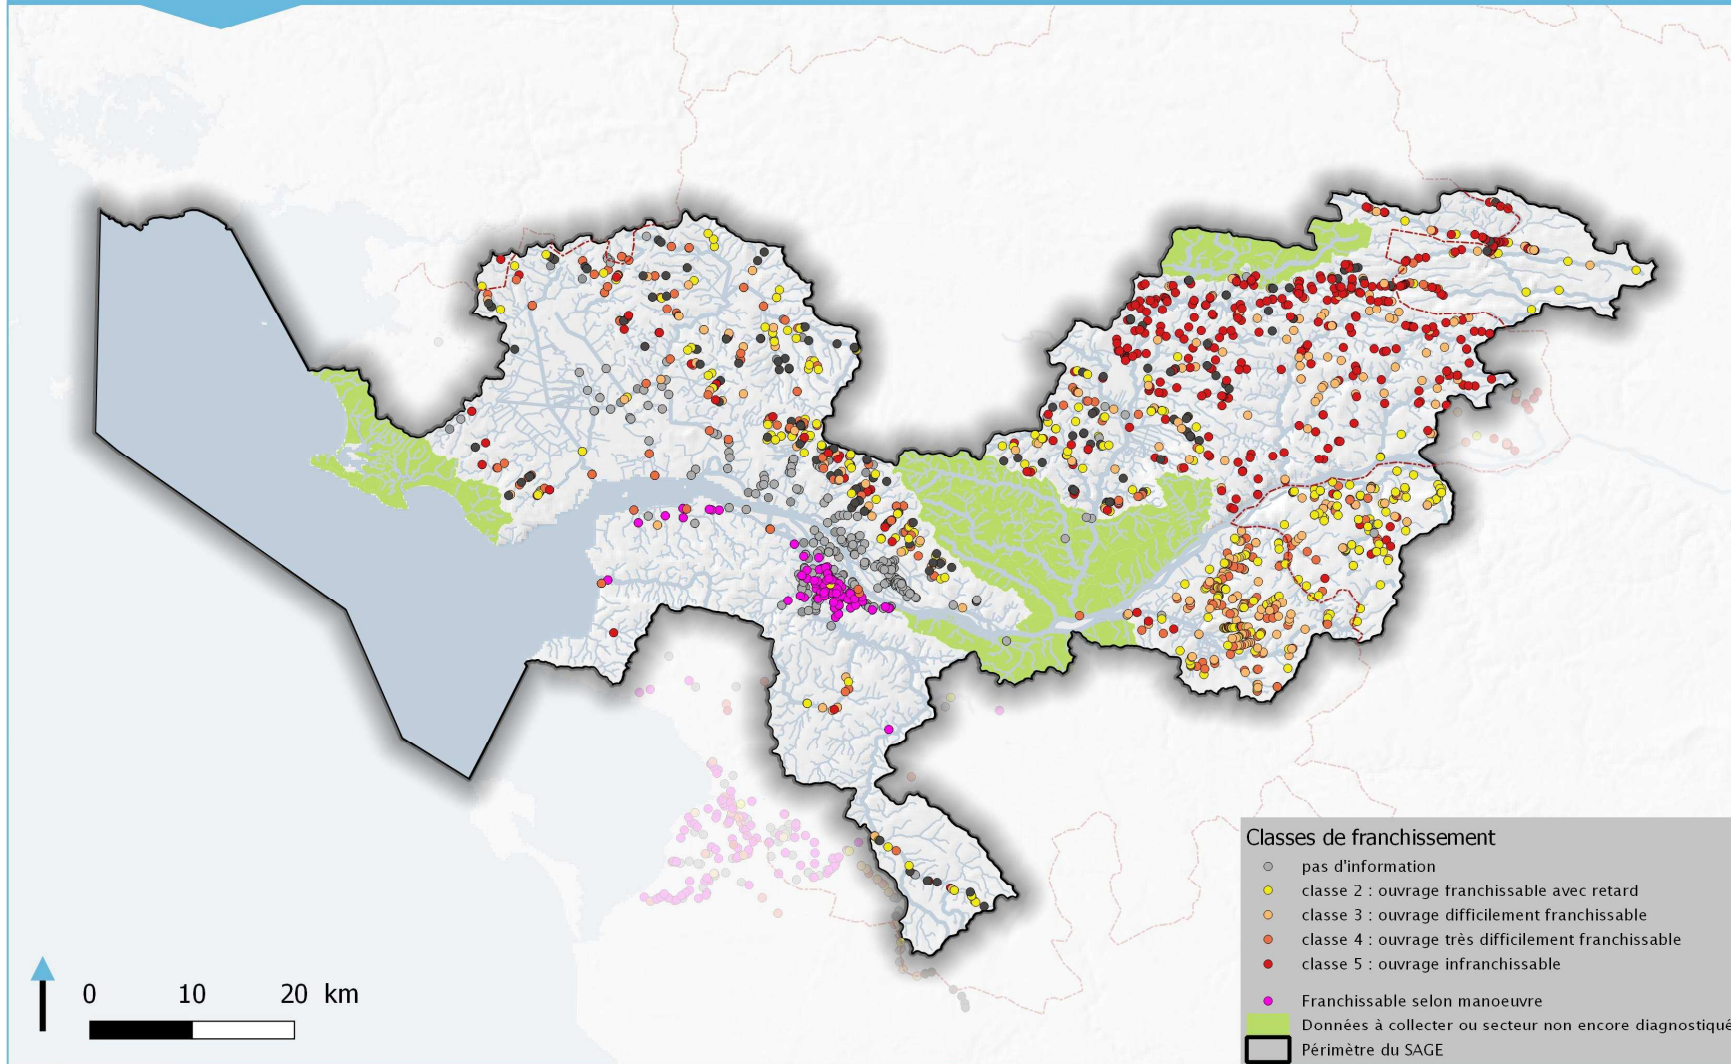 Classes de franchissement
pas d'information
classe 2 : ouvrage franchissable avec retard
classe 3 : ouvrage difficilement franchissable
classe 4 : ouvrage très difficilement franchissable
classe 5 : ouvrage infranchissable
Franchissable selon manoeuvre
Données à collecter ou secteur non encore diagnostiqué
Périmètre du SAGE
0 10 20 km